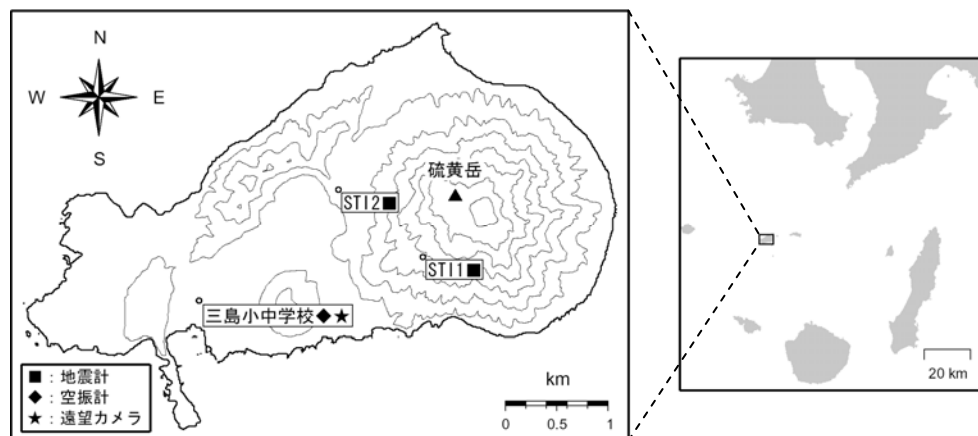 N
W E
S
硫黄岳
STI2■
STI1■
三島小中学校◆★
■：地震計
◆：空振計
★：遠望カメラ
km
0 0.5 1
20 km